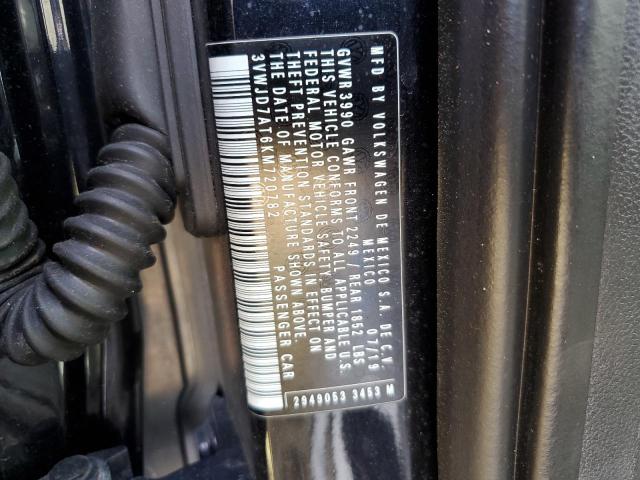 MFD BY VOLKSWAGEN DE MEXICO S.A. DE C.V.
MEXICO 07/19
GVWR 3990 GAWR FRONT 2249 / REAR 1852 LBS
THIS VEHICLE CONFORMS TO ALL APPLICABLE U.S.
FEDERAL MOTOR VEHICLE SAFETY, BUMPER AND
THEFT PREVENTION STANDARDS IN EFFECT ON
THE DATE OF MANUFACTURE SHOWN ABOVE.
3VWJD7AT6KM720782 PASSENGER CAR
2949053 3453 M